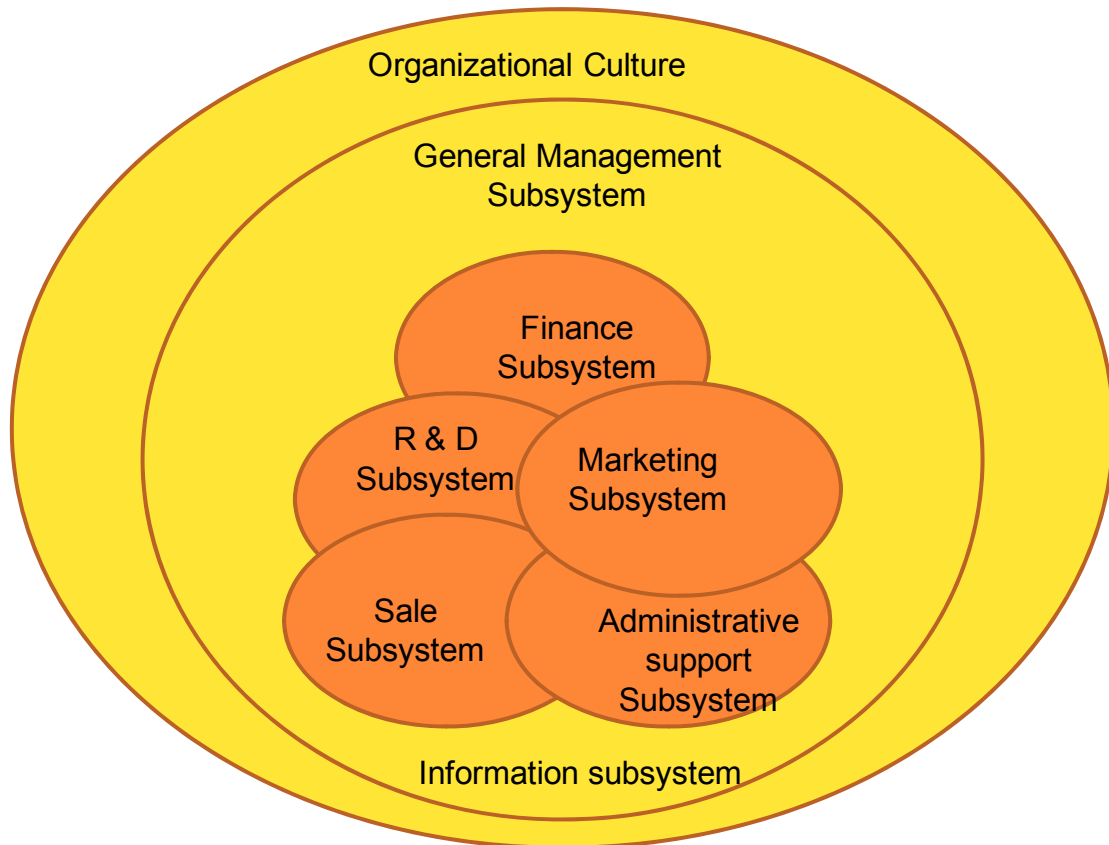 Organizational Culture
General Management
Subsystem
Finance
Subsystem
R & D
Subsystem
Marketing
Subsystem
Sale
Subsystem
Administrative
support
Subsystem
Information subsystem